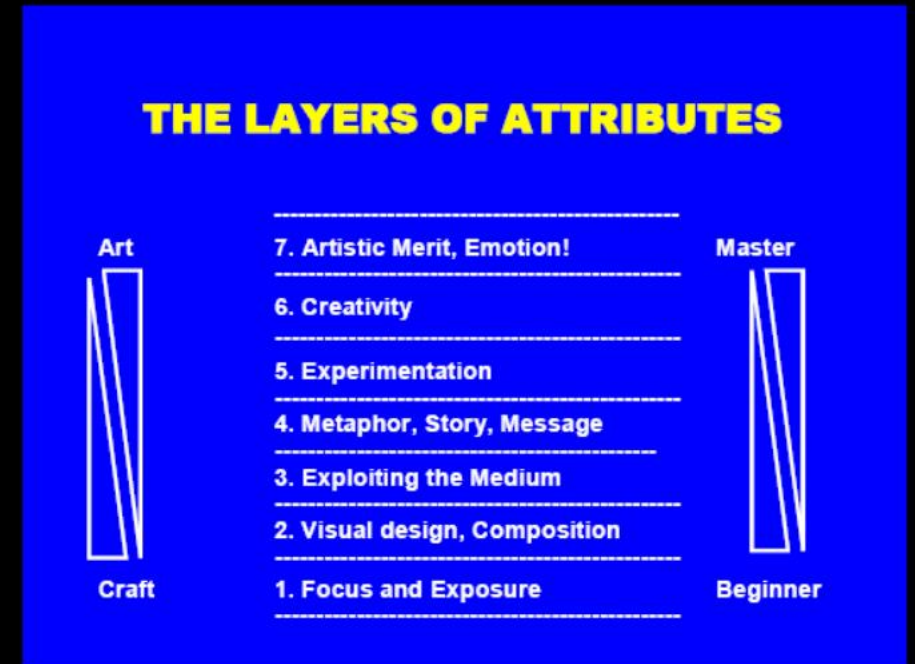 THE LAYERS OF ATTRIBUTES
Art
7. Artistic Merit, Emotion!
Master
6. Creativity
5. Experimentation
4. Metaphor, Story, Message
3. Exploiting the Medium
2. Visual design, Composition
Craft
1. Focus and Exposure
Beginner